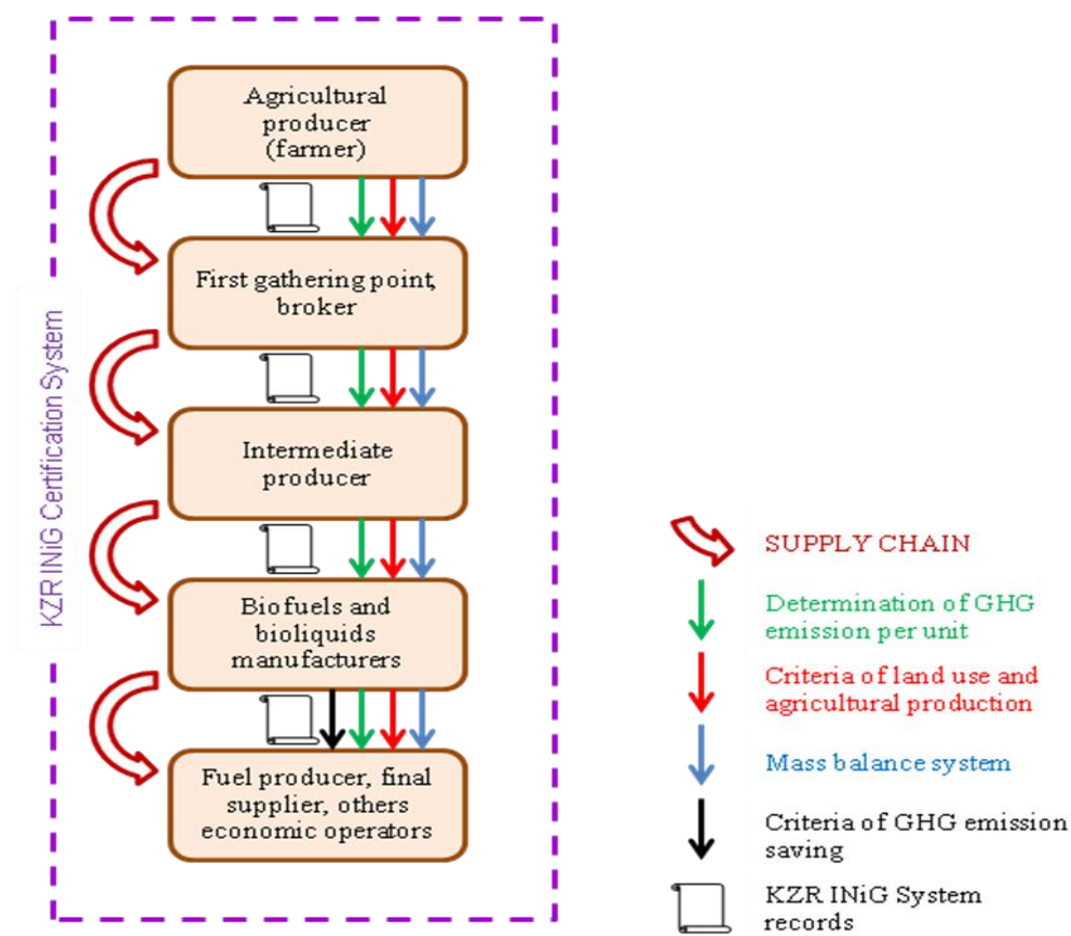 Agricultural
producer
(farmer)
First gathering point,
broker
Intermediate
producer
Biofuels and
bioliquids
manufacturers
Fuel producer, final
supplier, others
economic operators
KZR INiG Certification System
SUPPLY CHAIN
Determination of GHG
emission per unit
Criteria of land use and
agricultural production
Mass balance system
Criteria of GHG emission
saving
KZR INiG System
records